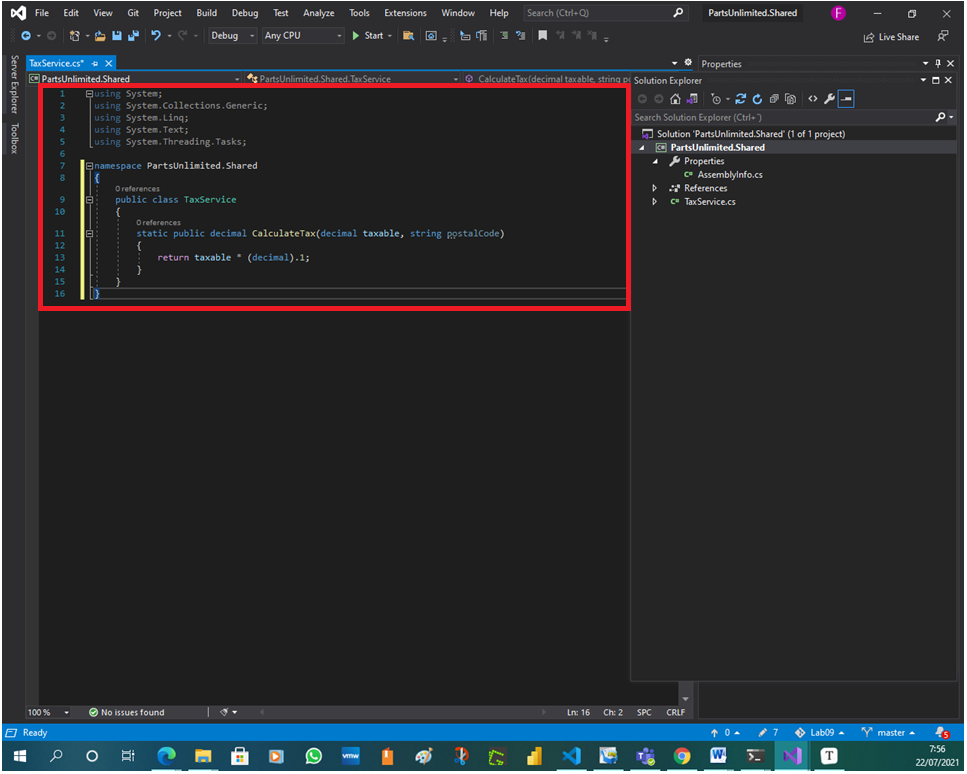 File Edit View Git Project Build Debug Test Analyze Tools Extensions Window Help Search (Ctrl+Q) PartsUnlimited.Shared F
Debug Any CPU Start Live Share
Server Explorer
Toolbox
TaxService.cs*
PartsUnlimited.Shared PartsUnlimited.Shared.TaxService CalculateTax(decimal taxable, string po
1 using System;
2 using System.Collections.Generic;
3 using System.Linq;
4 using System.Text;
5 using System.Threading.Tasks;
6
7 namespace PartsUnlimited.Shared
8 {
0 references
9 public class TaxService
10 {
0 references
11 static public decimal CalculateTax(decimal taxable, string postalCode)
12 {
13 return taxable * (decimal).1;
14 }
15 }
16 }
100 % No issues found Ln: 16 Ch: 2 SPC CRLF
Solution Explorer
Search Solution Explorer (Ctrl+')
Solution 'PartsUnlimited.Shared' (1 of 1 project)
PartsUnlimited.Shared
Properties
AssemblyInfo.cs
References
TaxService.cs
Properties
Ready 0 7 Lab09 master 5
vmw W T
7:56
22/07/2021